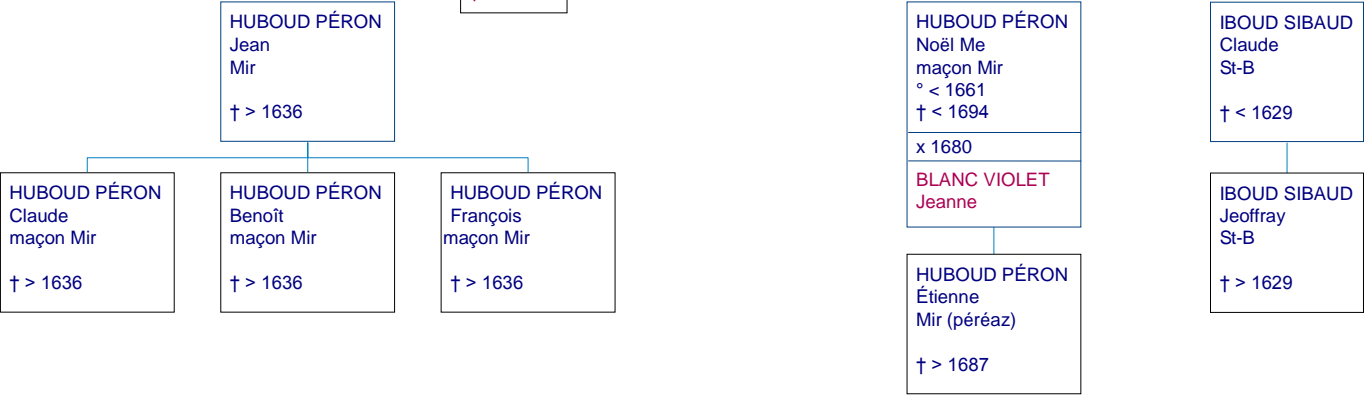 HUBOUD PÉRON
Jean
Mir
† > 1636
HUBOUD PÉRON
Claude
maçon Mir
† > 1636
HUBOUD PÉRON
Benoît
maçon Mir
† > 1636
HUBOUD PÉRON
François
maçon Mir
† > 1636
HUBOUD PÉRON
Noël Me
maçon Mir
° < 1661
† < 1694
x 1680
BLANC VIOLET
Jeanne
HUBOUD PÉRON
Étienne
Mir (péréaz)
† > 1687
IBOUD SIBAUD
Claude
St-B
† < 1629
IBOUD SIBAUD
Jeoffray
St-B
† > 1629